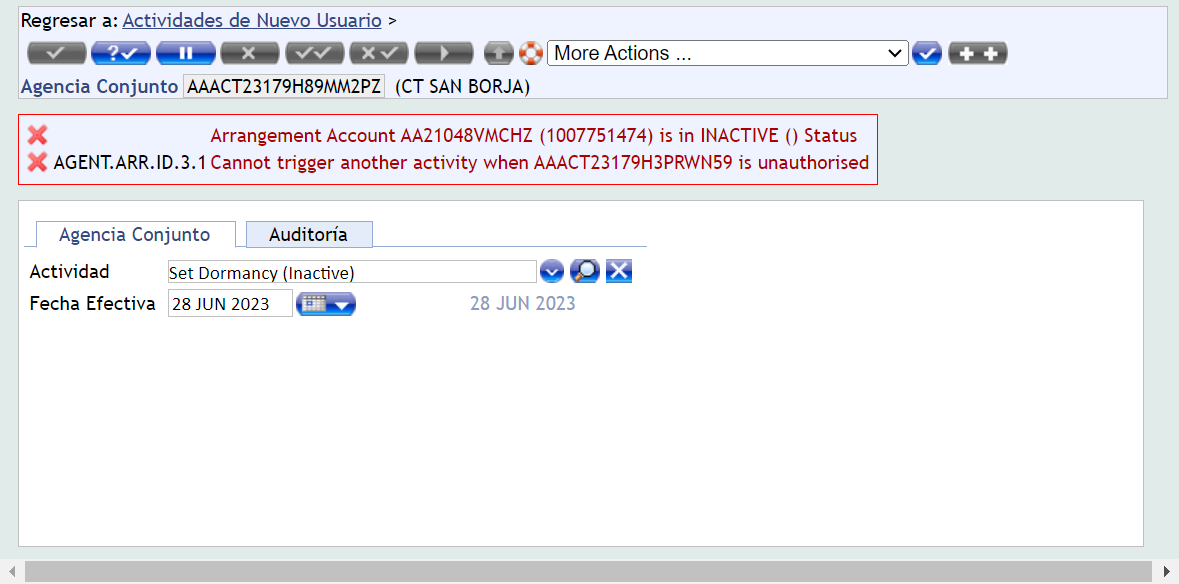 Regresar a: Actividades de Nuevo Usuario >
More Actions ...
Agencia Conjunto AAACT23179H89MM2PZ (CT SAN BORJA)
Arrangement Account AA21048VMCHZ (1007751474) is in INACTIVE () Status
AGENT.ARR.ID.3.1 Cannot trigger another activity when AAACT23179H3PRWN59 is unauthorised
Agencia Conjunto Auditoría
Actividad Set Dormancy (Inactive)
Fecha Efectiva 28 JUN 2023 28 JUN 2023